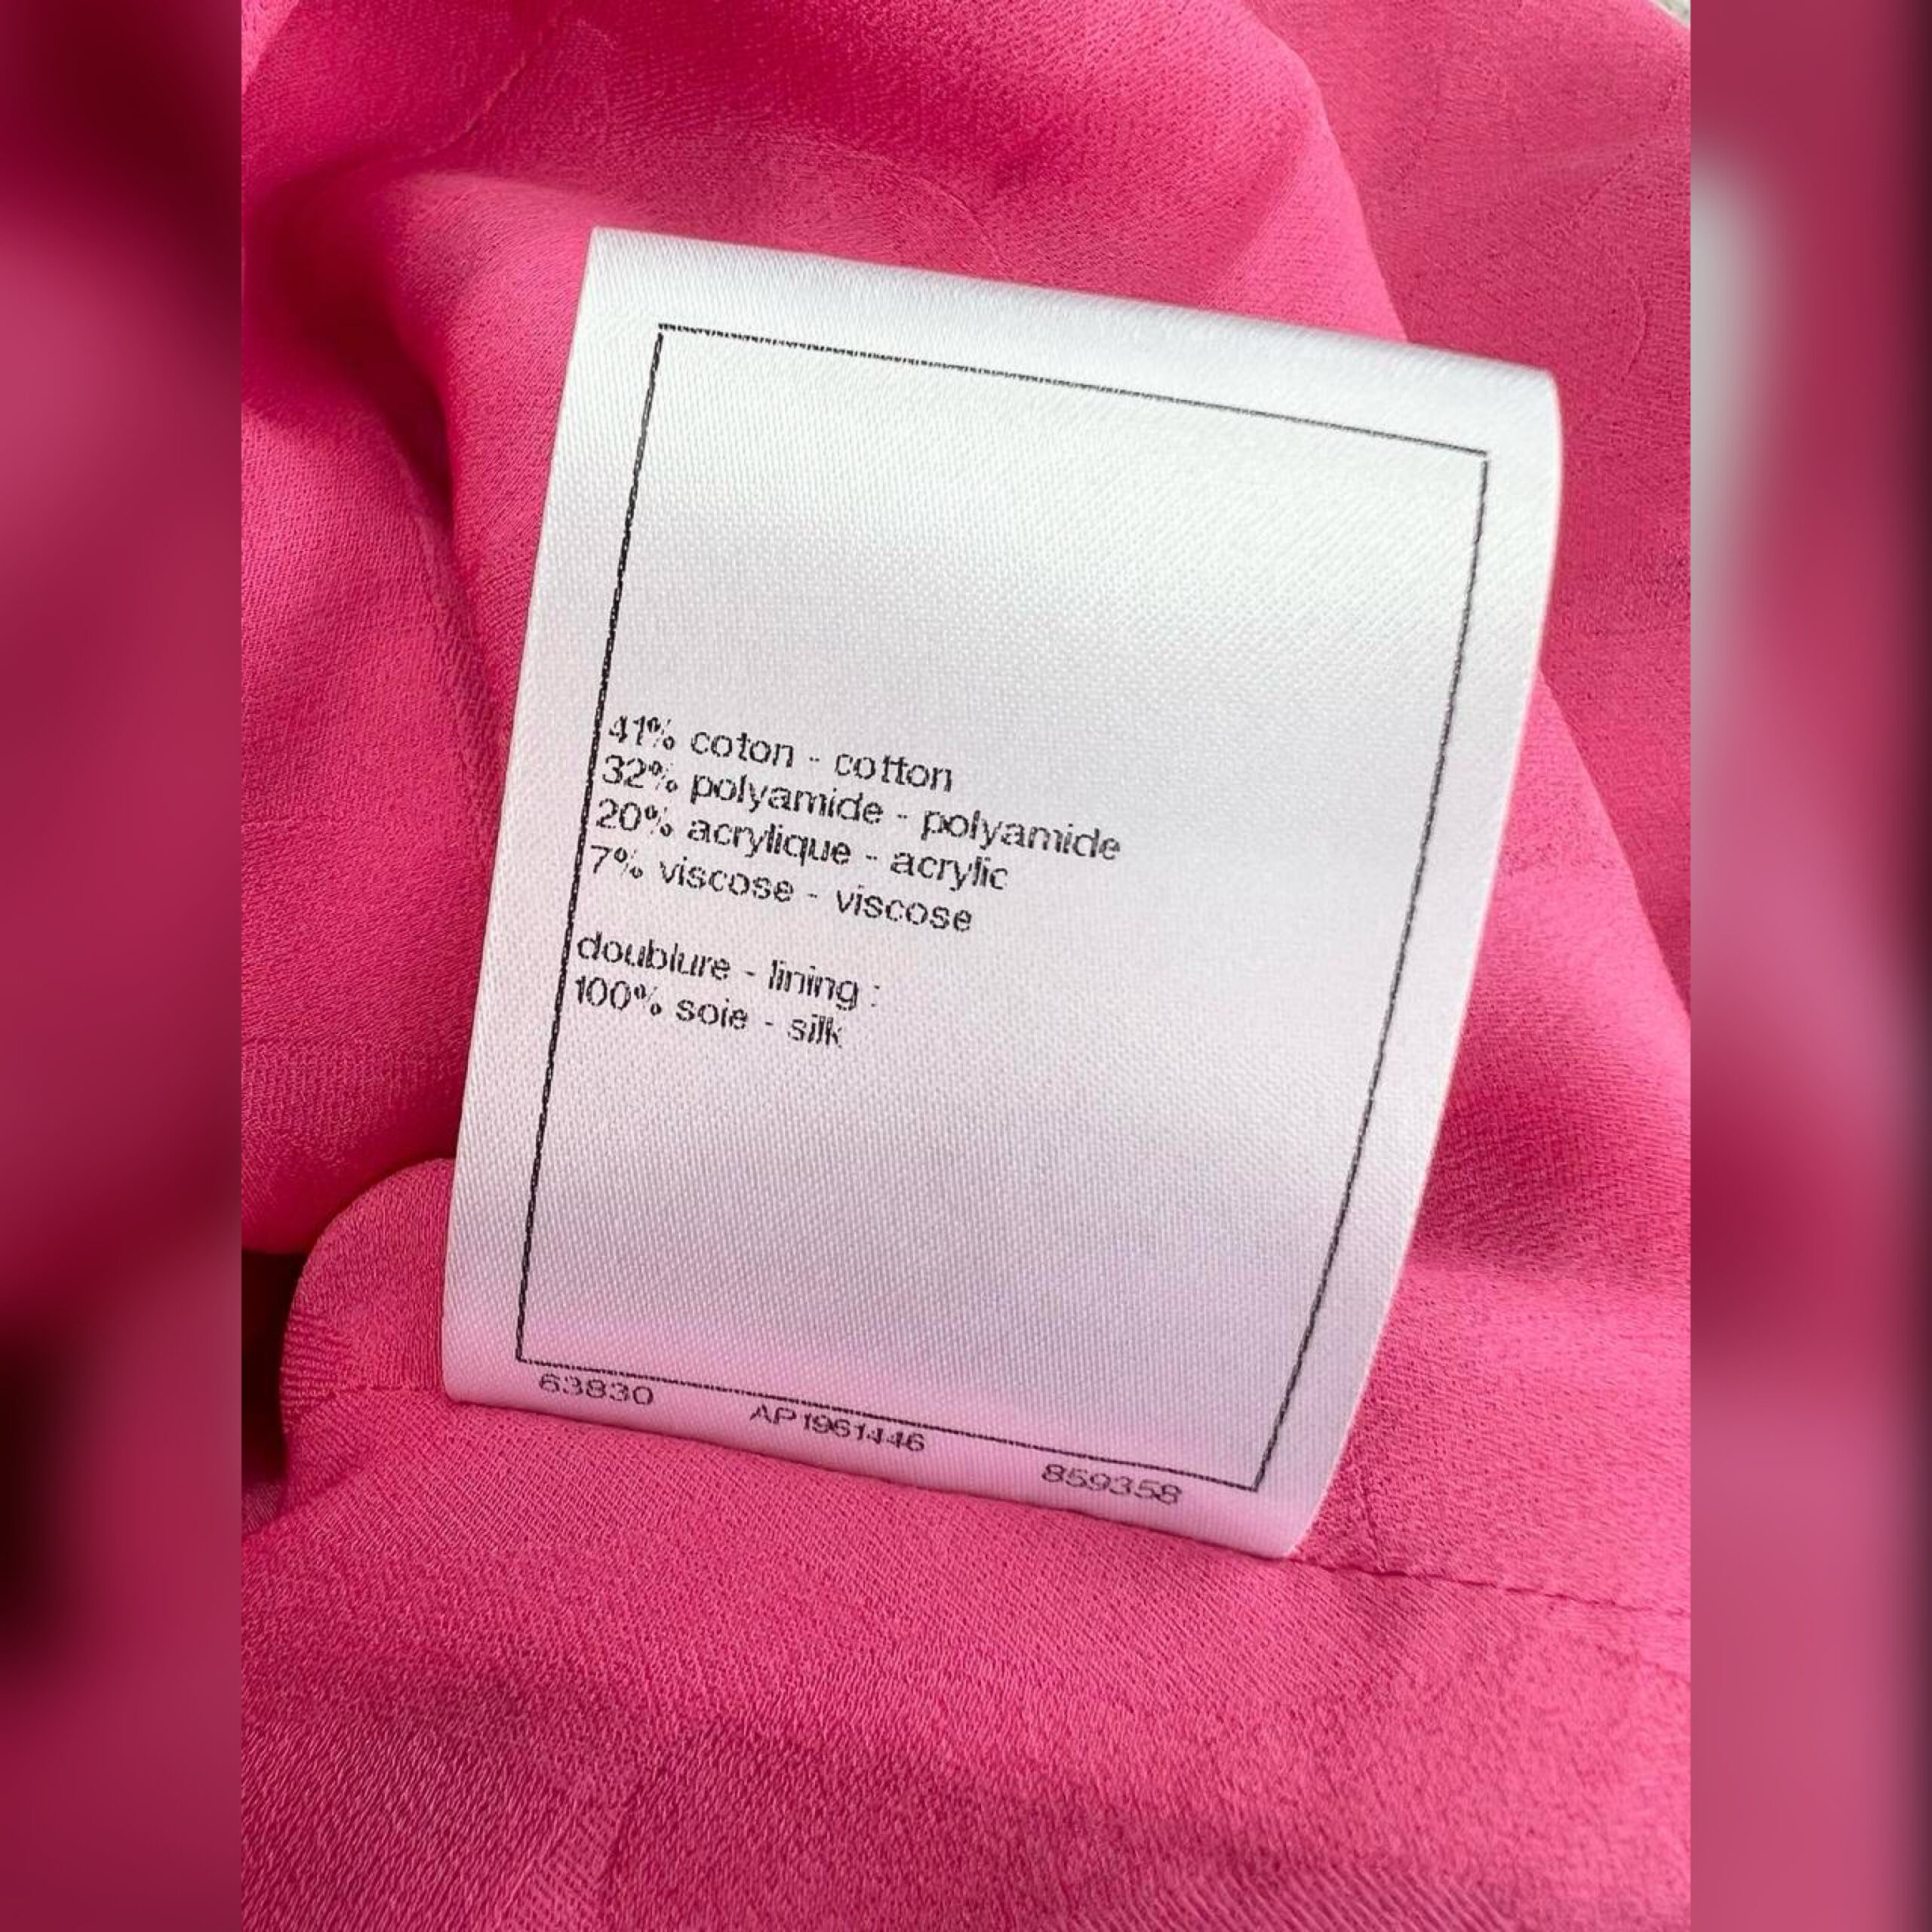 41% coton - cotton
32% polyamide - polyamide
20% acrylique - acrylic
7% viscose - viscose
doublure - lining :
100% soie - silk
63830 AP1961446 859358